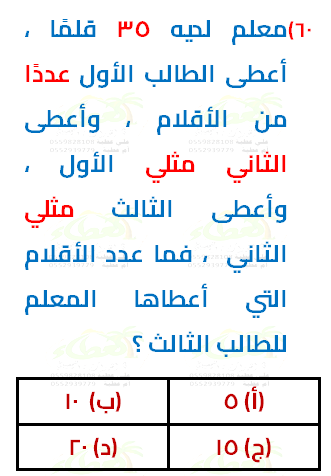 ٦٠) معلم لديه ٣٥ قلمًا ،
أعطى الطالب الأول عددًا
من الأقلام ، وأعطى
الثاني مثلي الأول ،
وأعطى الثالث مثلي
الثاني ، فما عدد الأقلام
التي أعطاها المعلم
للطالب الثالث ؟
(أ) ٥ (ب) ١٠
(ج) ١٥ (د) ٢٠